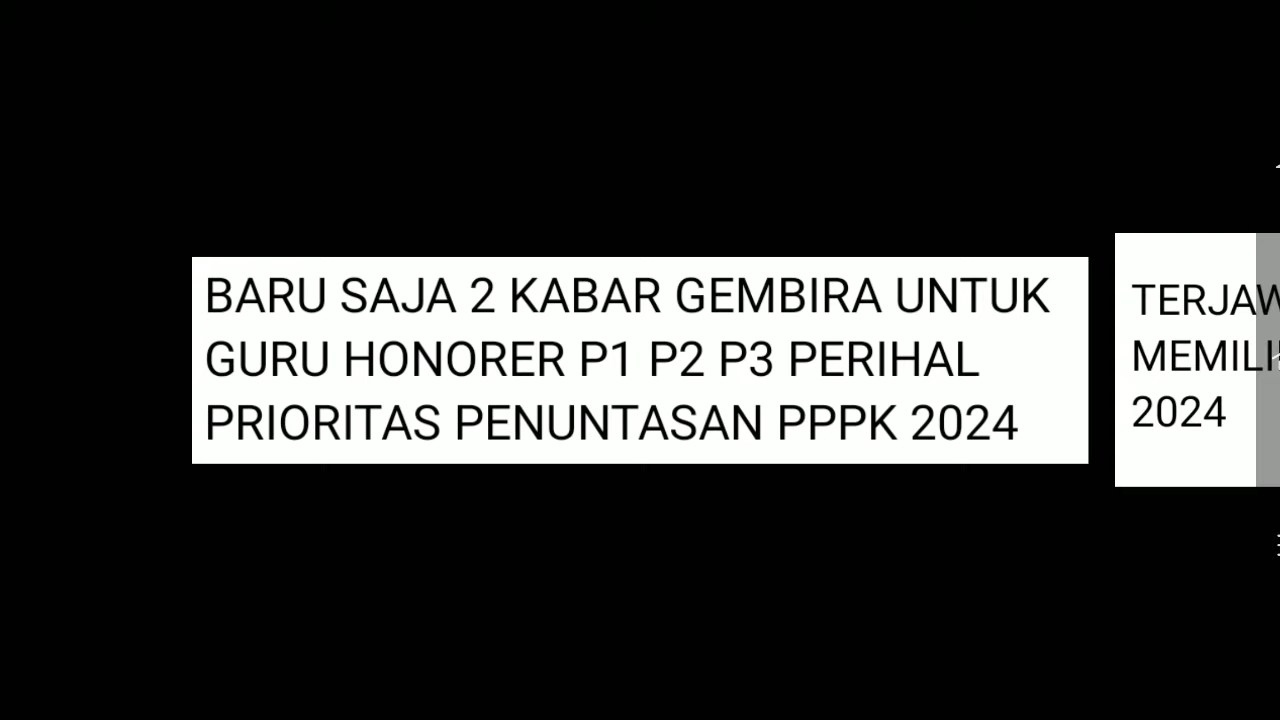 BARU SAJA 2 KABAR GEMBIRA UNTUK
GURU HONORER P1 P2 P3 PERIHAL
PRIORITAS PENUNTASAN PPPK 2024
2024